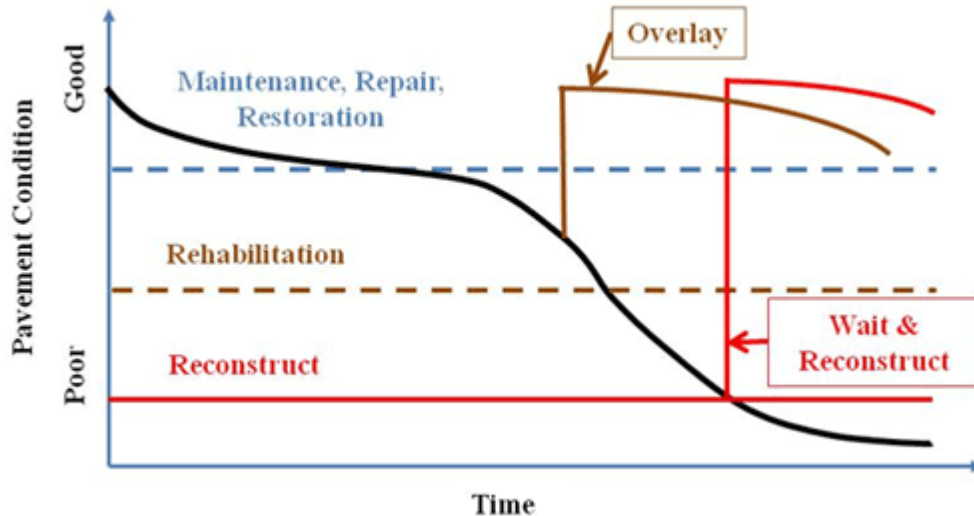 Overlay
Good
Maintenance, Repair,
Restoration
Pavement Condition
Rehabilitation
Wait &
Reconstruct
Reconstruct
Poor
Time